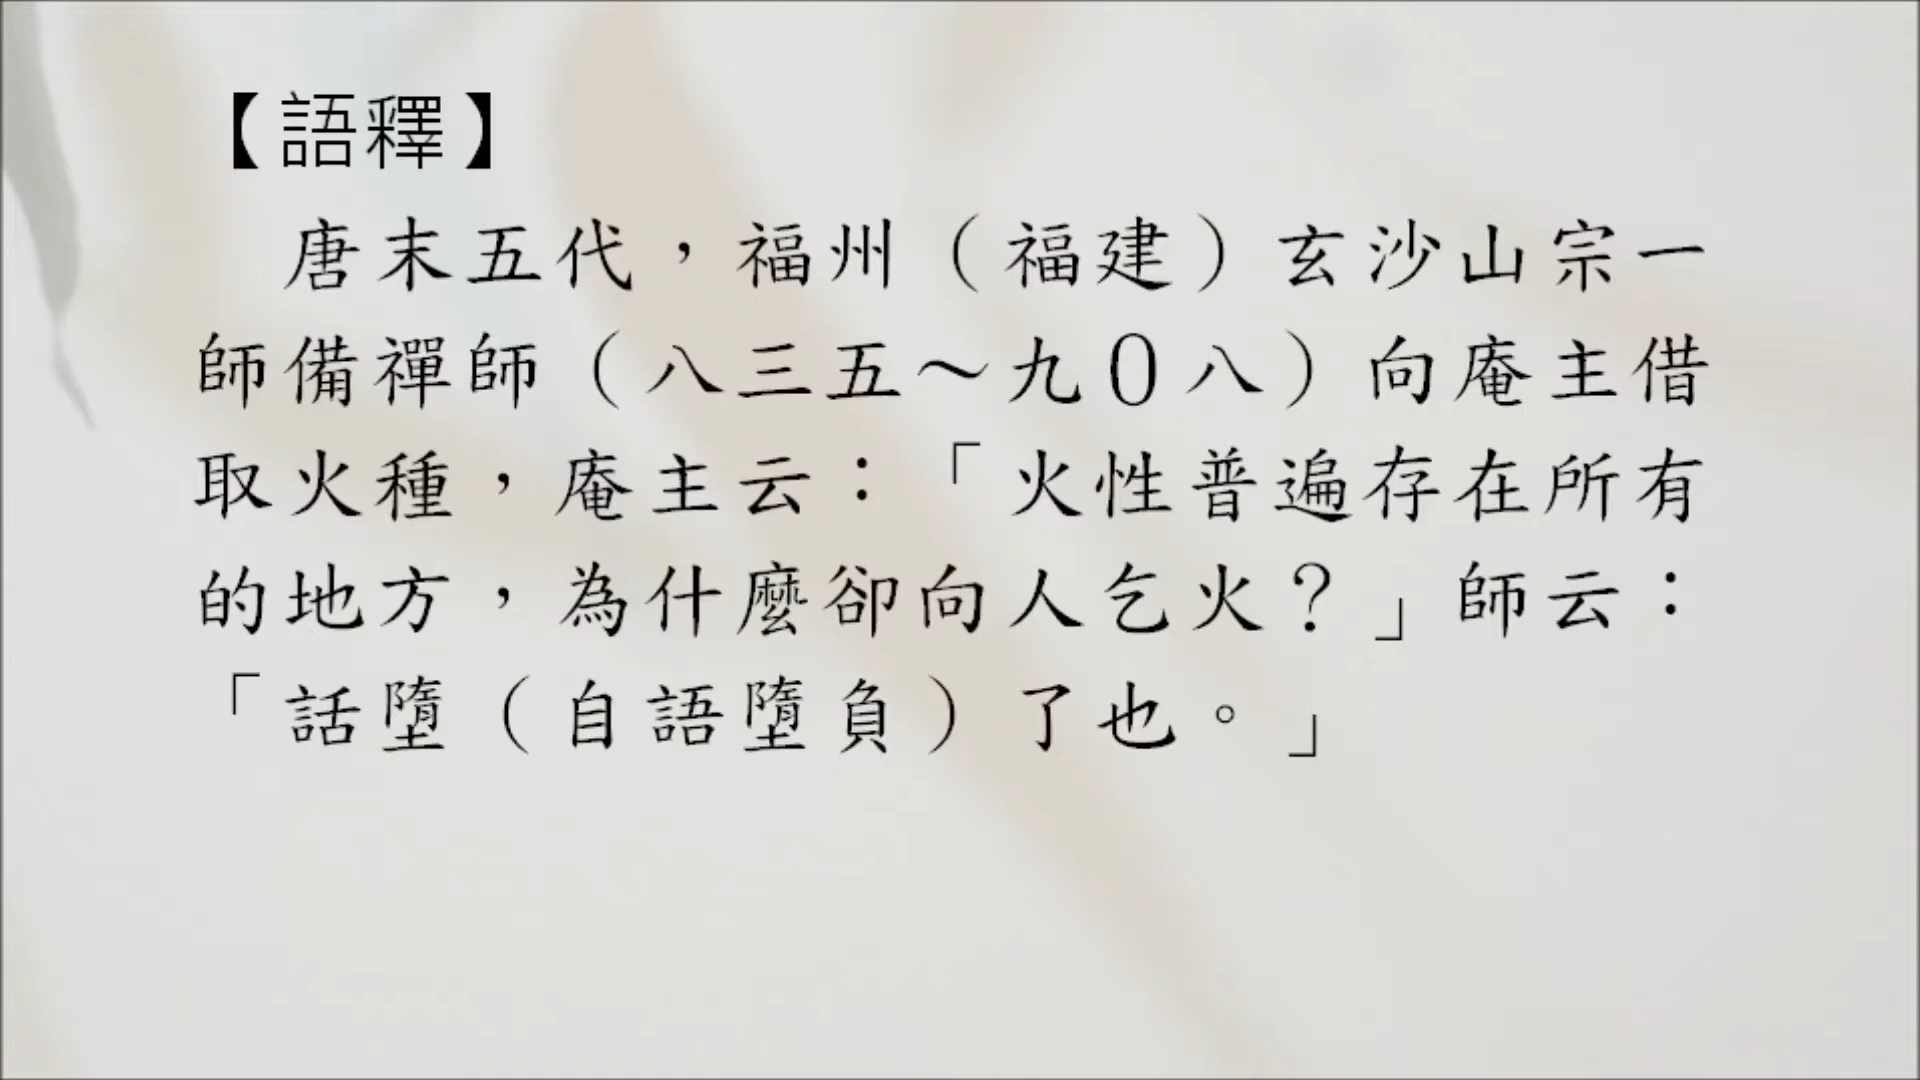 【語釋】
唐末五代，福州（福建）玄沙山宗一
師備禪師（八三五～九０八）向庵主借
取火種，庵主云：「火性普遍存在所有
的地方，為什麼卻向人乞火？」師云：
「話墮（自語墮負）了也。」